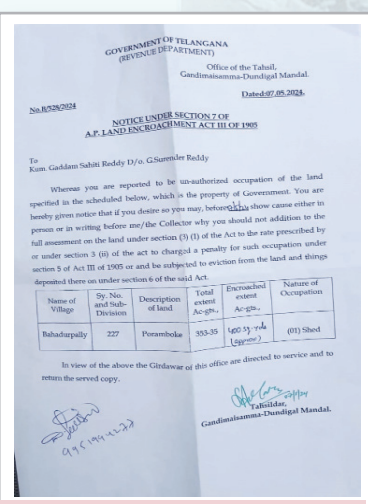 GOVERNMENT OF TELANGANA
(REVENUE DEPARTMENT)
Office of the Tahsil,
Gandimaisamma-Dundigal Mandal.
Dated:07.05.2024.
No.B/528/2024
NOTICE UNDER SECTION 7 OF
A.P. LAND ENCROACHMENT ACT III OF 1905
To
Kum. Gaddam Sahiti Reddy D/o. G.Surender Reddy
Whereas you are reported to be un-authorized occupation of the land
specified in the scheduled below, which is the property of Government. You are
hereby given notice that if you desire so you may, before show cause either in
person or in writing before me/the Collector why you should not addition to the
full assessment on the land under section (3) (1) of the Act to the rate prescribed by
or under section 3 (ii) of the act to charged a penalty for such occupation under
section 5 of Act III of 1905 or and be subjected to eviction from the land and things
deposited there on under section 6 of the said Act.
Name of Village Sy. No. and Sub-Division Description of land Total extent Ac-gts., Encroached extent Ac-gts., Nature of Occupation
Bahadurpally 227 Poramboke 353-35 400 sy. yds (approx) (01) Shed
In view of the above the Girdawar of this office are directed to service and to
return the served copy.
Tahsildar,
Gandimaisamma-Dundigal Mandal.